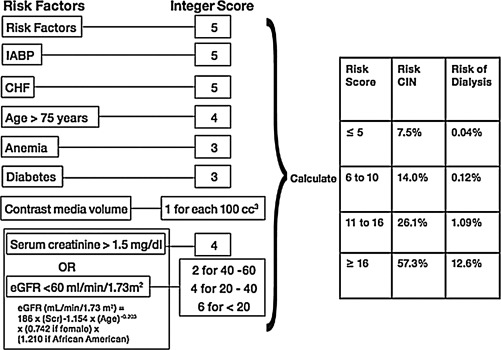 Risk Factors Integer Score
Risk Factors 5
IABP 5
CHF 5
Age > 75 years 4
Anemia 3
Diabetes 3
Contrast media volume 1 for each 100 cc³
Serum creatinine > 1.5 mg/dl 4
OR
eGFR <60 ml/min/1.73m²
2 for 40 -60
4 for 20 - 40
6 for < 20
eGFR (mL/min/1.73 m²) =
186 x (Scr)-1.154 x (Age)⁻⁰·²⁰³
x (0.742 if female) x
(1.210 if African American)
Calculate
Risk Score Risk CIN Risk of Dialysis
≤ 5 7.5% 0.04%
6 to 10 14.0% 0.12%
11 to 16 26.1% 1.09%
≥ 16 57.3% 12.6%